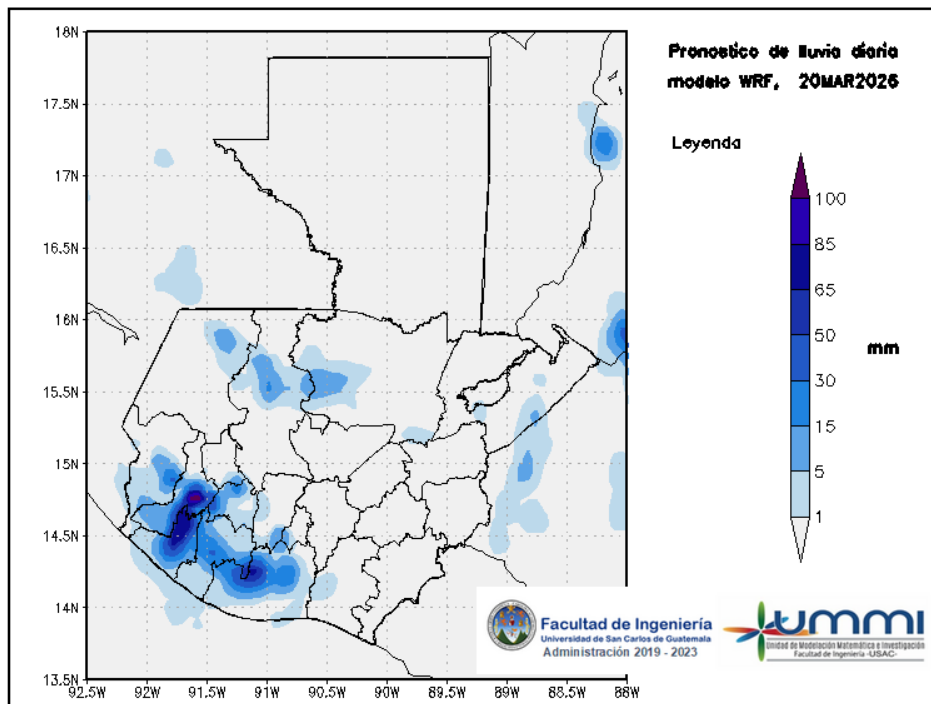 Pronostico de lluvia diaria
modelo WRF, 20MAR2026
Leyenda
100
85
65
50
30
15
5
1
mm
18N
17.5N
17N
16.5N
16N
15.5N
15N
14.5N
14N
13.5N
92.5W
92W
91.5W
91W
90.5W
90W
89.5W
89W
88.5W
88W
Facultad de Ingeniería
Universidad de San Carlos de Guatemala
Administración 2019 - 2023
ummi
Unidad de Modelación Matemática e Investigación
Facultad de Ingeniería -USAC-